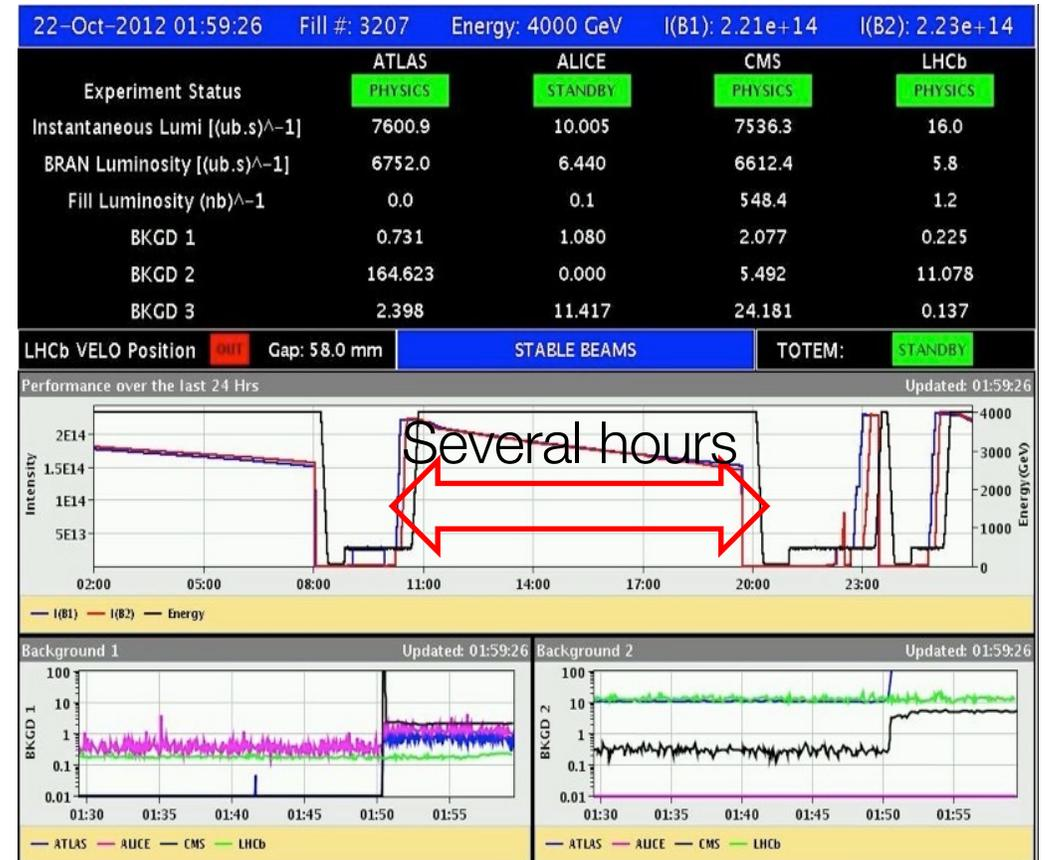 22-Oct-2012 01:59:26 Fill #: 3207 Energy: 4000 GeV I(B1): 2.21e+14 I(B2): 2.23e+14
ATLAS ALICE CMS LHCb
Experiment Status PHYSICS STANDBY PHYSICS PHYSICS
Instantaneous Lumi [(ub.s)^-1] 7600.9 10.005 7536.3 16.0
BRAN Luminosity [(ub.s)^-1] 6752.0 6.440 6612.4 5.8
Fill Luminosity (nb)^-1 0.0 0.1 548.4 1.2
BKGD 1 0.731 1.080 2.077 0.225
BKGD 2 164.623 0.000 5.492 11.078
BKGD 3 2.398 11.417 24.181 0.137
LHCb VELO Position OUT Gap: 58.0 mm STABLE BEAMS TOTEM: STANDBY
Performance over the last 24 Hrs Updated: 01:59:26
Intensity
2E14
1.5E14
1E14
5E13
Several hours
4000
3000
2000
1000
0
Energy (GeV)
02:00 05:00 08:00 11:00 14:00 17:00 20:00 23:00
I(B1) I(B2) Energy
Background 1 Updated: 01:59:26
BKGD 1
100
10
1
0.1
0.01
01:30 01:35 01:40 01:45 01:50 01:55
ATLAS ALICE CMS LHCb
Background 2 Updated: 01:59:26
BKGD 2
100
10
1
0.1
0.01
01:30 01:35 01:40 01:45 01:50 01:55
ATLAS ALICE CMS LHCb